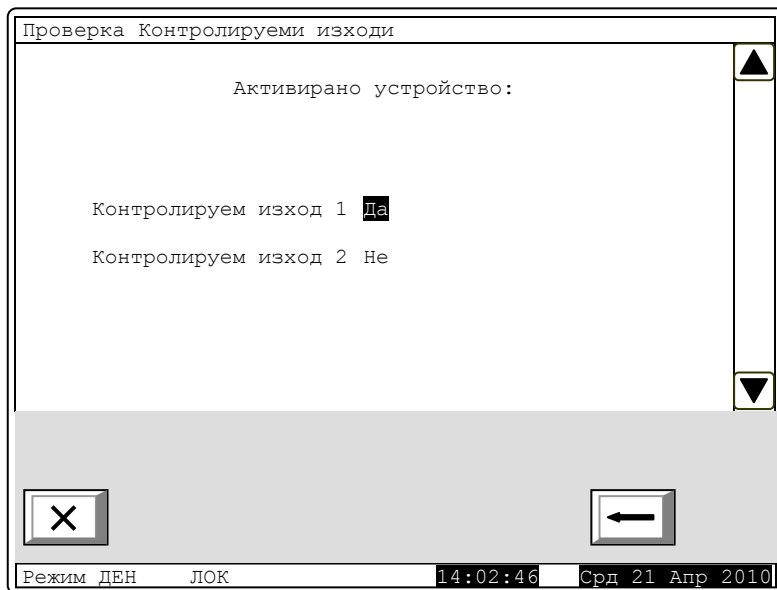 Проверка Контролируеми изходи
Активирано устройство:
Контролируем изход 1 Да
Контролируем изход 2 Не
Режим ДЕН ЛОК 14:02:46 Срд 21 Апр 2010